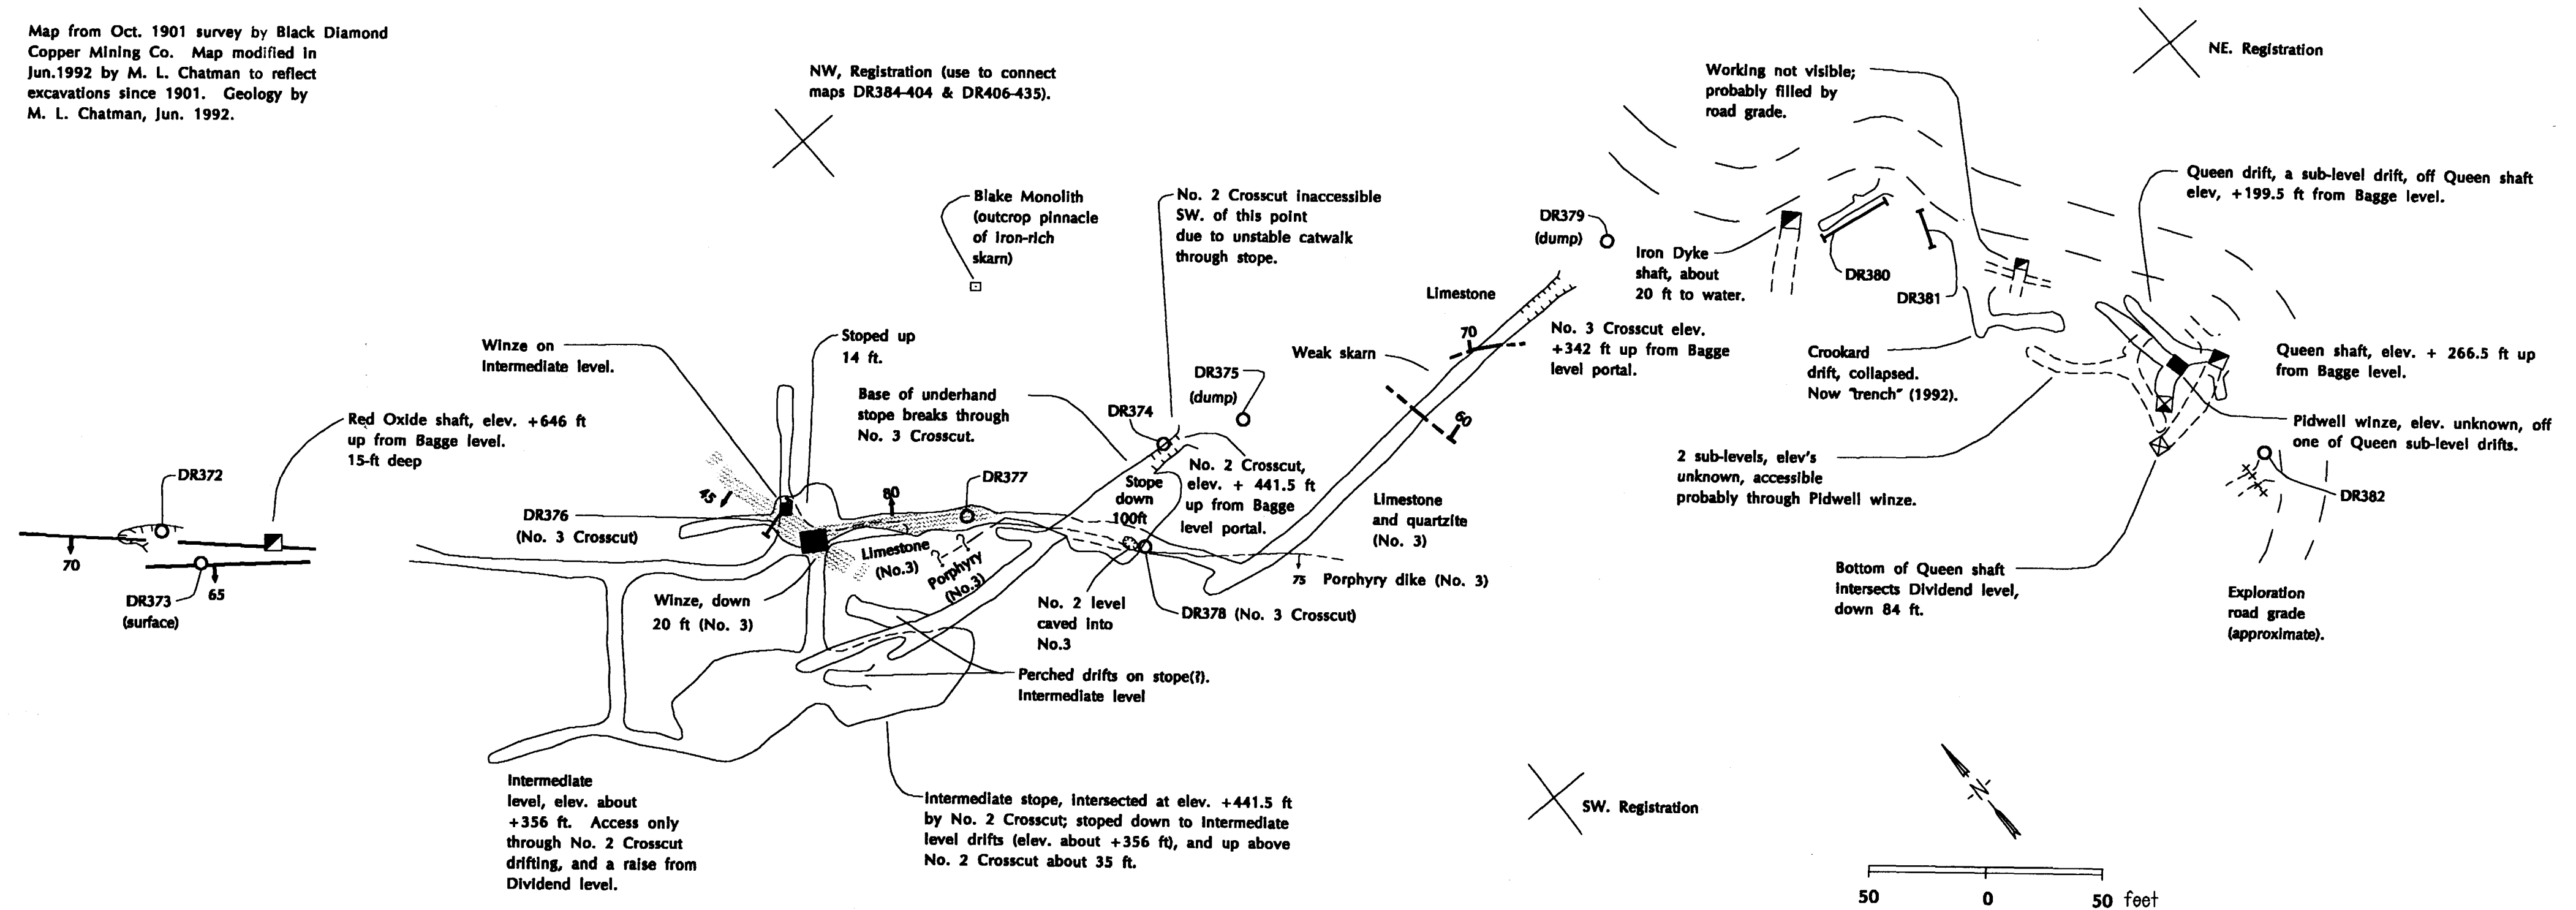 Map from Oct. 1901 survey by Black Diamond
Copper Mining Co. Map modified in
Jun.1992 by M. L. Chatman to reflect
excavations since 1901. Geology by
M. L. Chatman, Jun. 1992.
NW, Registration (use to connect
maps DR384-404 & DR406-435).
NE. Registration
Working not visible;
probably filled by
road grade.
Blake Monolith
(outcrop pinnacle
of iron-rich
skarn)
No. 2 Crosscut inaccessible
SW. of this point
due to unstable catwalk
through stope.
DR379
(dump)
Iron Dyke
shaft, about
20 ft to water.
DR380
DR381
Queen drift, a sub-level drift, off Queen shaft
elev, +199.5 ft from Bagge level.
Limestone
70
No. 3 Crosscut elev.
+342 ft up from Bagge
level portal.
Winze on
Intermediate level.
Stoped up
14 ft.
Weak skarn
Crookard
drift, collapsed.
Now "trench" (1992).
Queen shaft, elev. + 266.5 ft up
from Bagge level.
Base of underhand
stope breaks through
No. 3 Crosscut.
DR375
(dump)
DR374
60
Red Oxide shaft, elev. +646 ft
up from Bagge level.
15-ft deep
Pidwell winze, elev. unknown, off
one of Queen sub-level drifts.
2 sub-levels, elev's
unknown, accessible
probably through Pidwell winze.
DR372
45
80
DR377
No. 2 Crosscut,
elev. + 441.5 ft
up from Bagge
level portal.
Stope
down
100ft
Limestone
and quartzite
(No. 3)
DR382
DR376
(No. 3 Crosscut)
Limestone
(No.3)
?
?
Porphyry
(No.3)
70
DR373
(surface)
65
75
Porphyry dike (No. 3)
Winze, down
20 ft (No. 3)
No. 2 level
caved into
No.3
DR378 (No. 3 Crosscut)
Bottom of Queen shaft
intersects Dividend level,
down 84 ft.
Exploration
road grade
(approximate).
Perched drifts on stope(?).
Intermediate level
Intermediate
level, elev. about
+356 ft. Access only
through No. 2 Crosscut
drifting, and a raise from
Dividend level.
Intermediate stope, intersected at elev. +441.5 ft
by No. 2 Crosscut; stoped down to Intermediate
level drifts (elev. about +356 ft), and up above
No. 2 Crosscut about 35 ft.
SW. Registration
N
50 0 50 feet